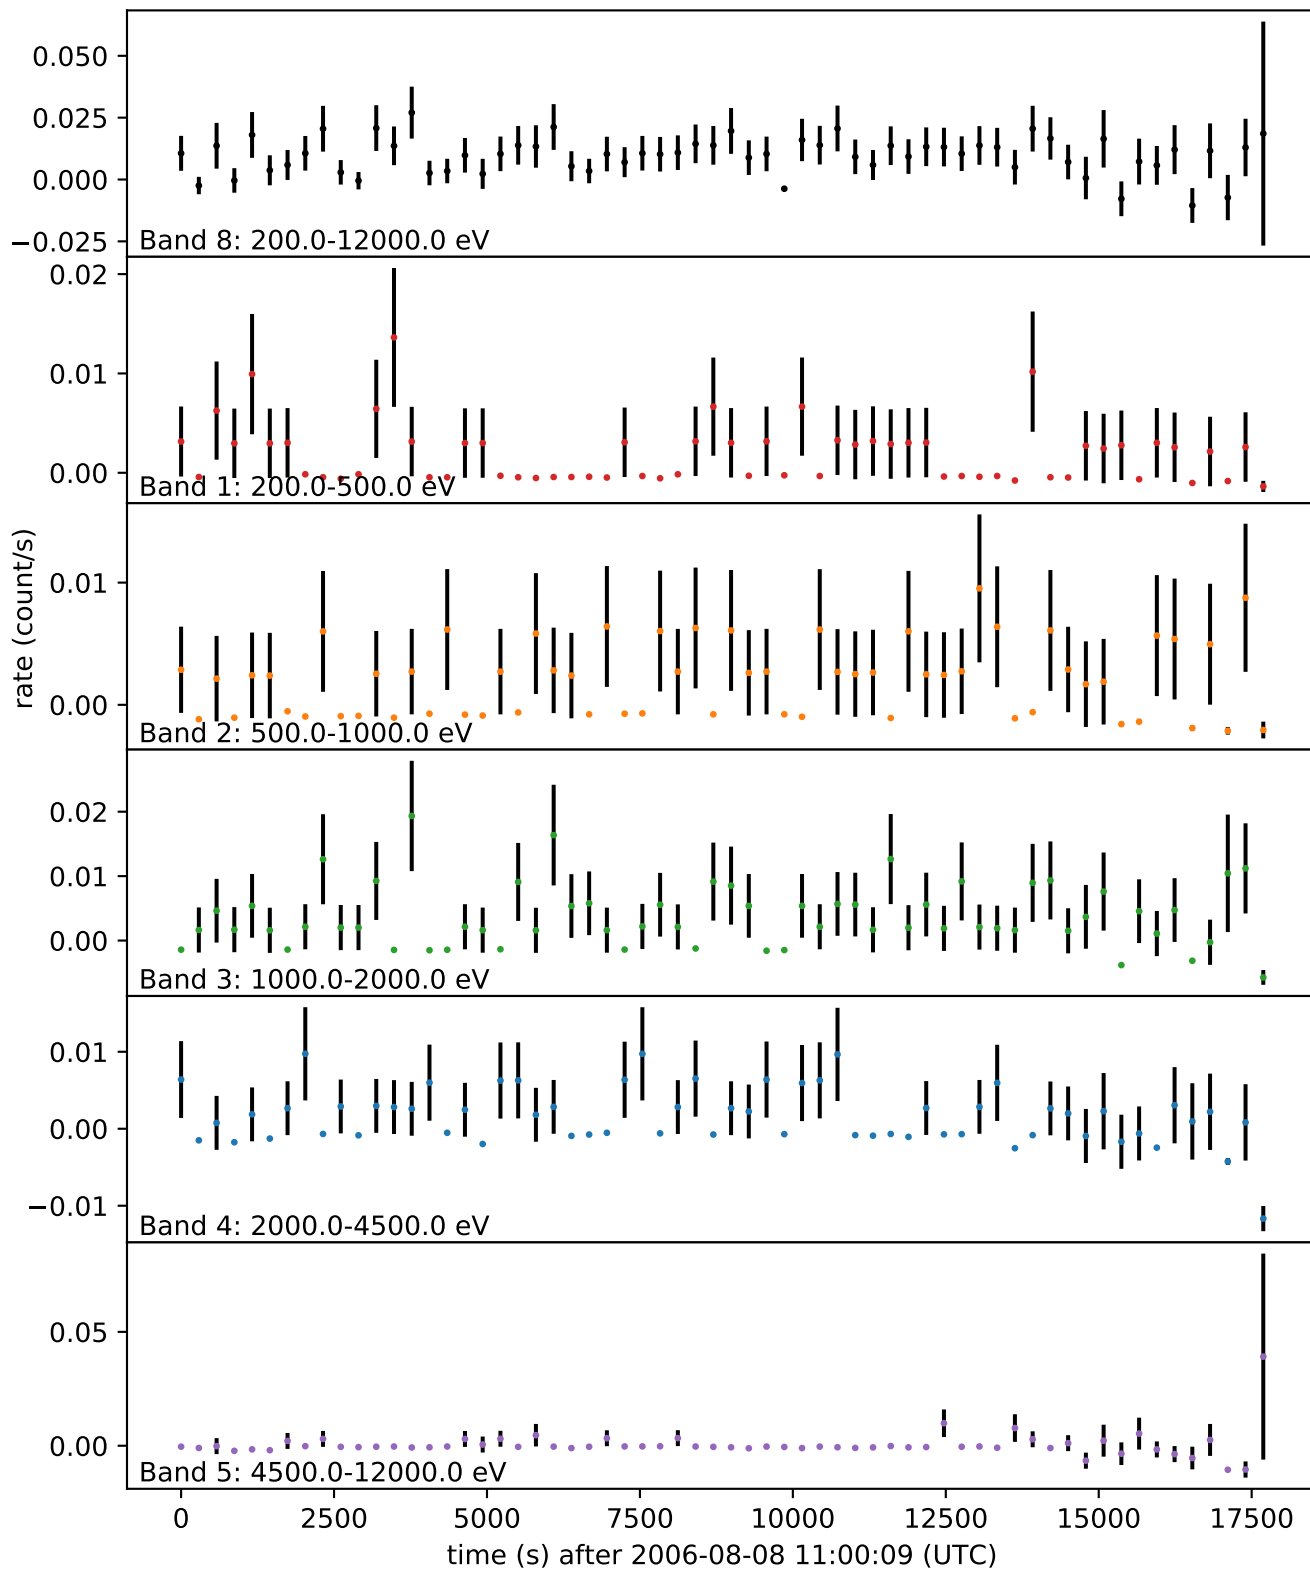 0.050
0.025
0.000
−0.025
Band 8: 200.0-12000.0 eV
0.02
0.01
0.00
Band 1: 200.0-500.0 eV
0.01
0.00
Band 2: 500.0-1000.0 eV
rate (count/s)
0.02
0.01
0.00
Band 3: 1000.0-2000.0 eV
0.01
0.00
−0.01
Band 4: 2000.0-4500.0 eV
0.05
0.00
Band 5: 4500.0-12000.0 eV
0 2500 5000 7500 10000 12500 15000 17500
time (s) after 2006-08-08 11:00:09 (UTC)